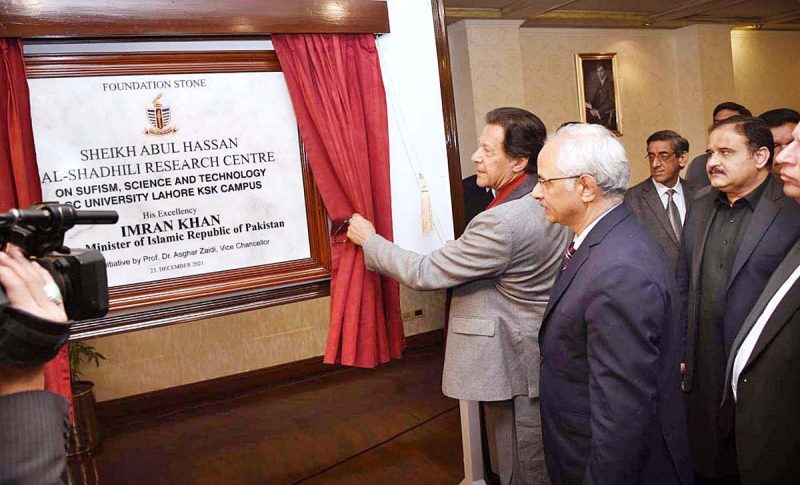 FOUNDATION STONE
SHEIKH ABUL HASSAN
AL-SHADHILI RESEARCH CENTRE
ON SUFISM, SCIENCE AND TECHNOLOGY
GC UNIVERSITY LAHORE KSK CAMPUS
His Excellency
IMRAN KHAN
Minister of Islamic Republic of Pakistan
Initiative by Prof. Dr. Asghar Zaidi, Vice Chancellor
23, DECEMBER 2021